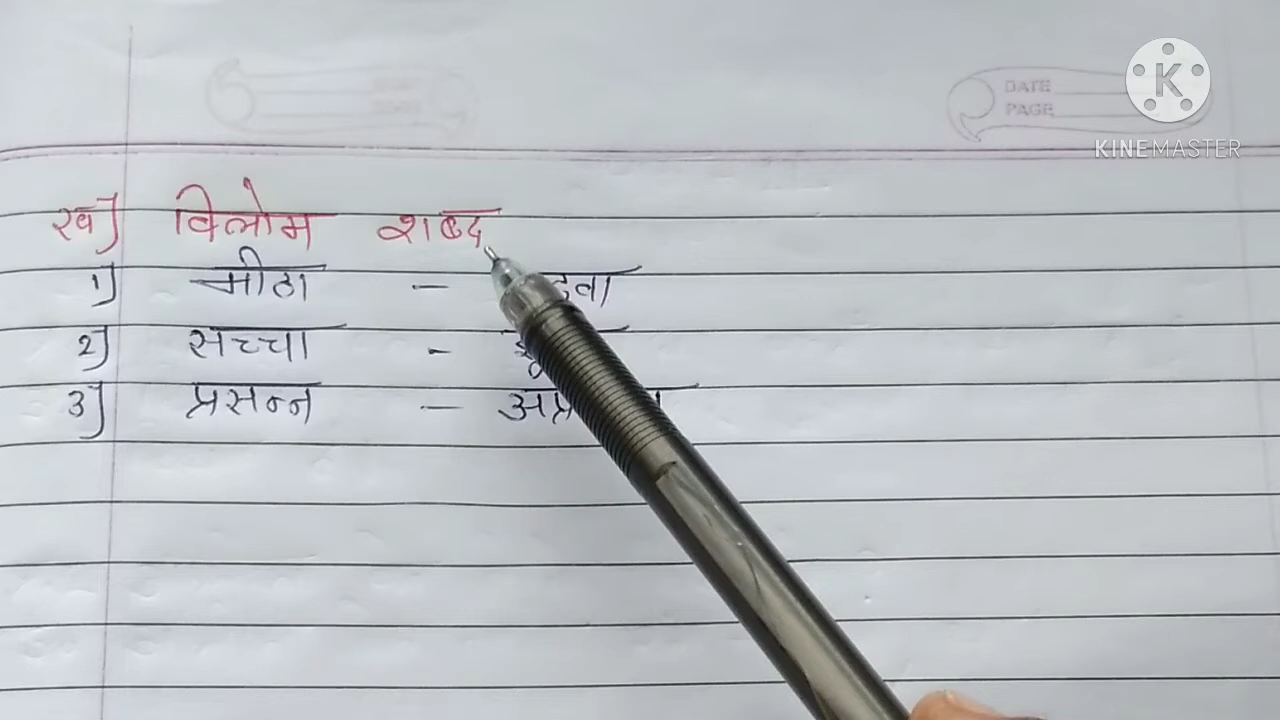 DATE
PAGE
K
KINEMASTER
ख) विलोम शब्द
1) मीठा -
2) सच्चा -
3) प्रसन्न -